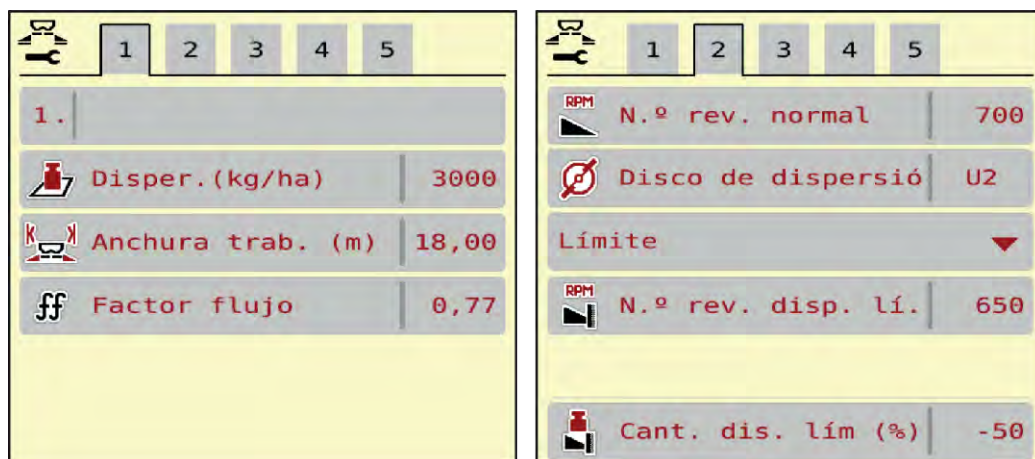 1 2 3 4 5
1.
Disper.(kg/ha) 3000
Anchura trab. (m) 18,00
ff Factor flujo 0,77
1 2 3 4 5
RPM N.º rev. normal 700
Disco de dispersió U2
Límite
RPM N.º rev. disp. lí. 650
Cant. dis. lím (%) -50